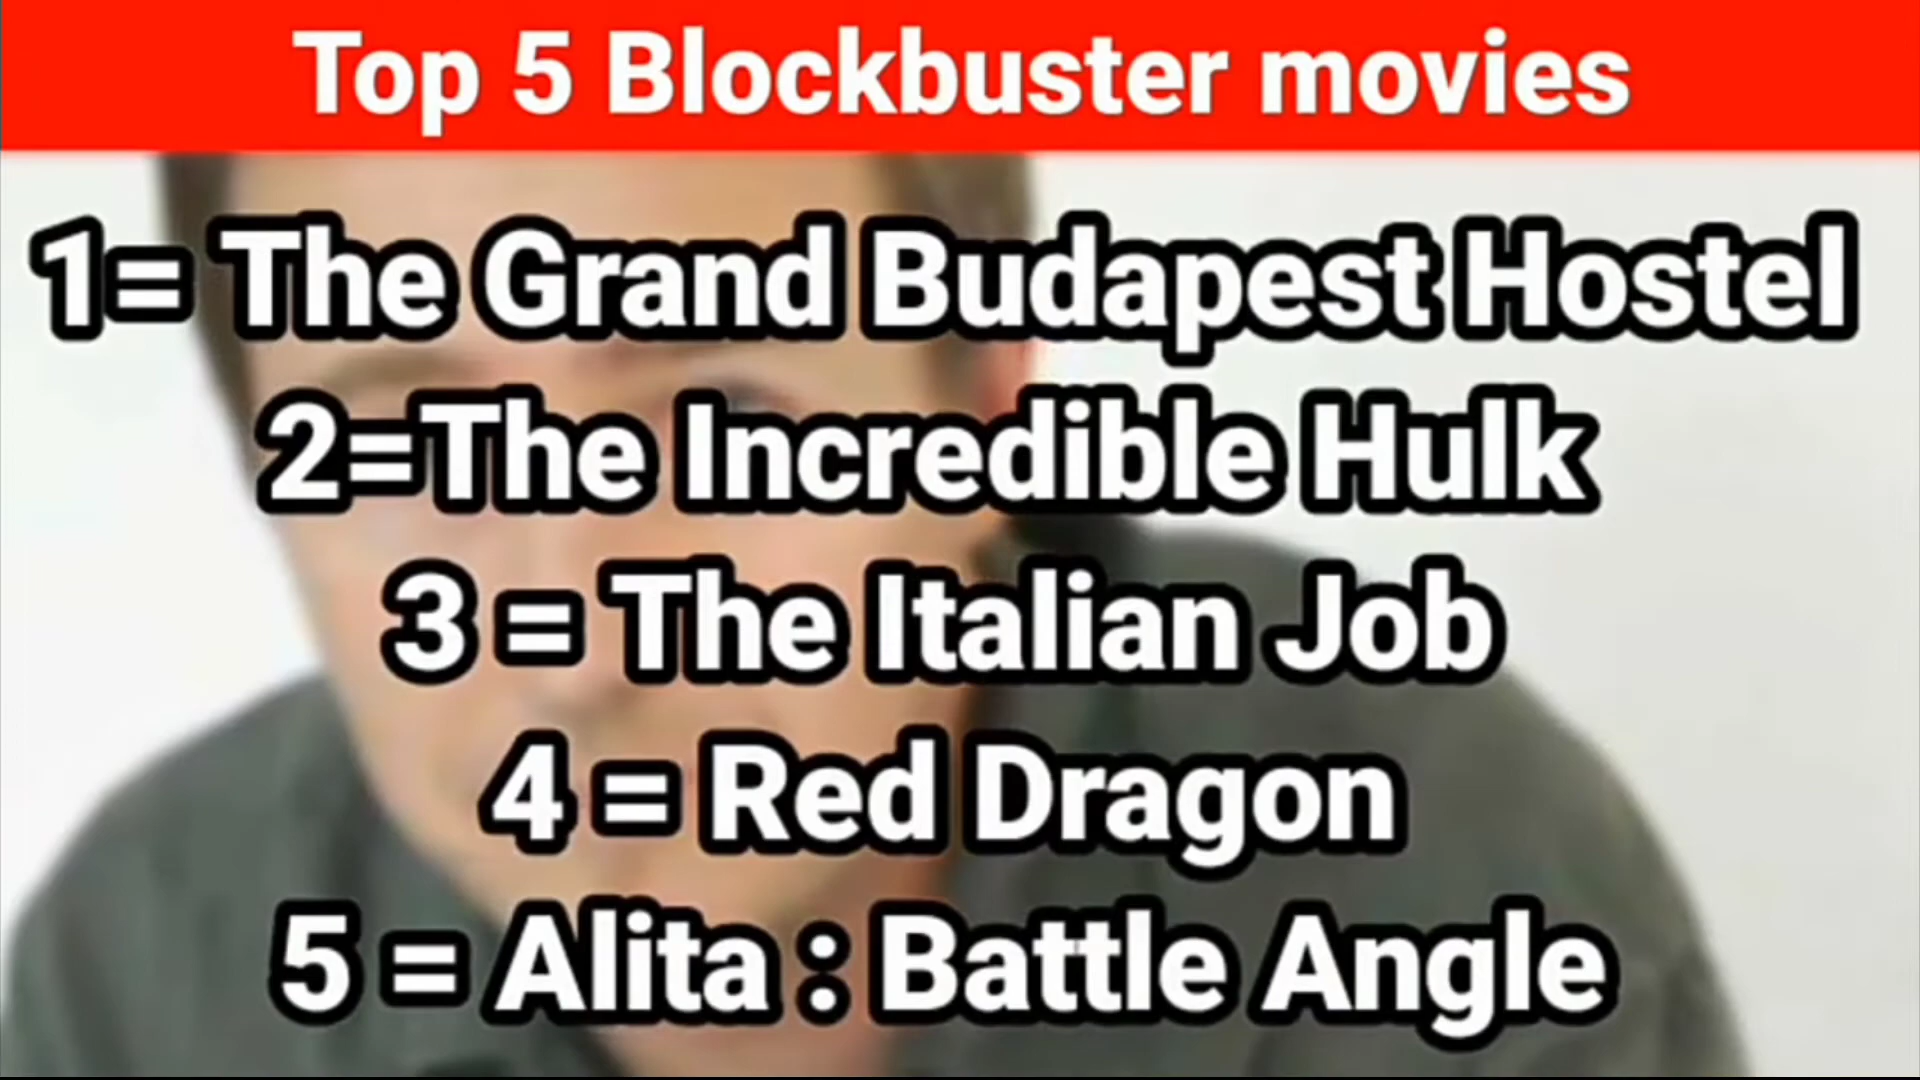 Top 5 Blockbuster movies
1= The Grand Budapest Hostel
2=The Incredible Hulk
3 = The Italian Job
4 = Red Dragon
5 = Alita : Battle Angle